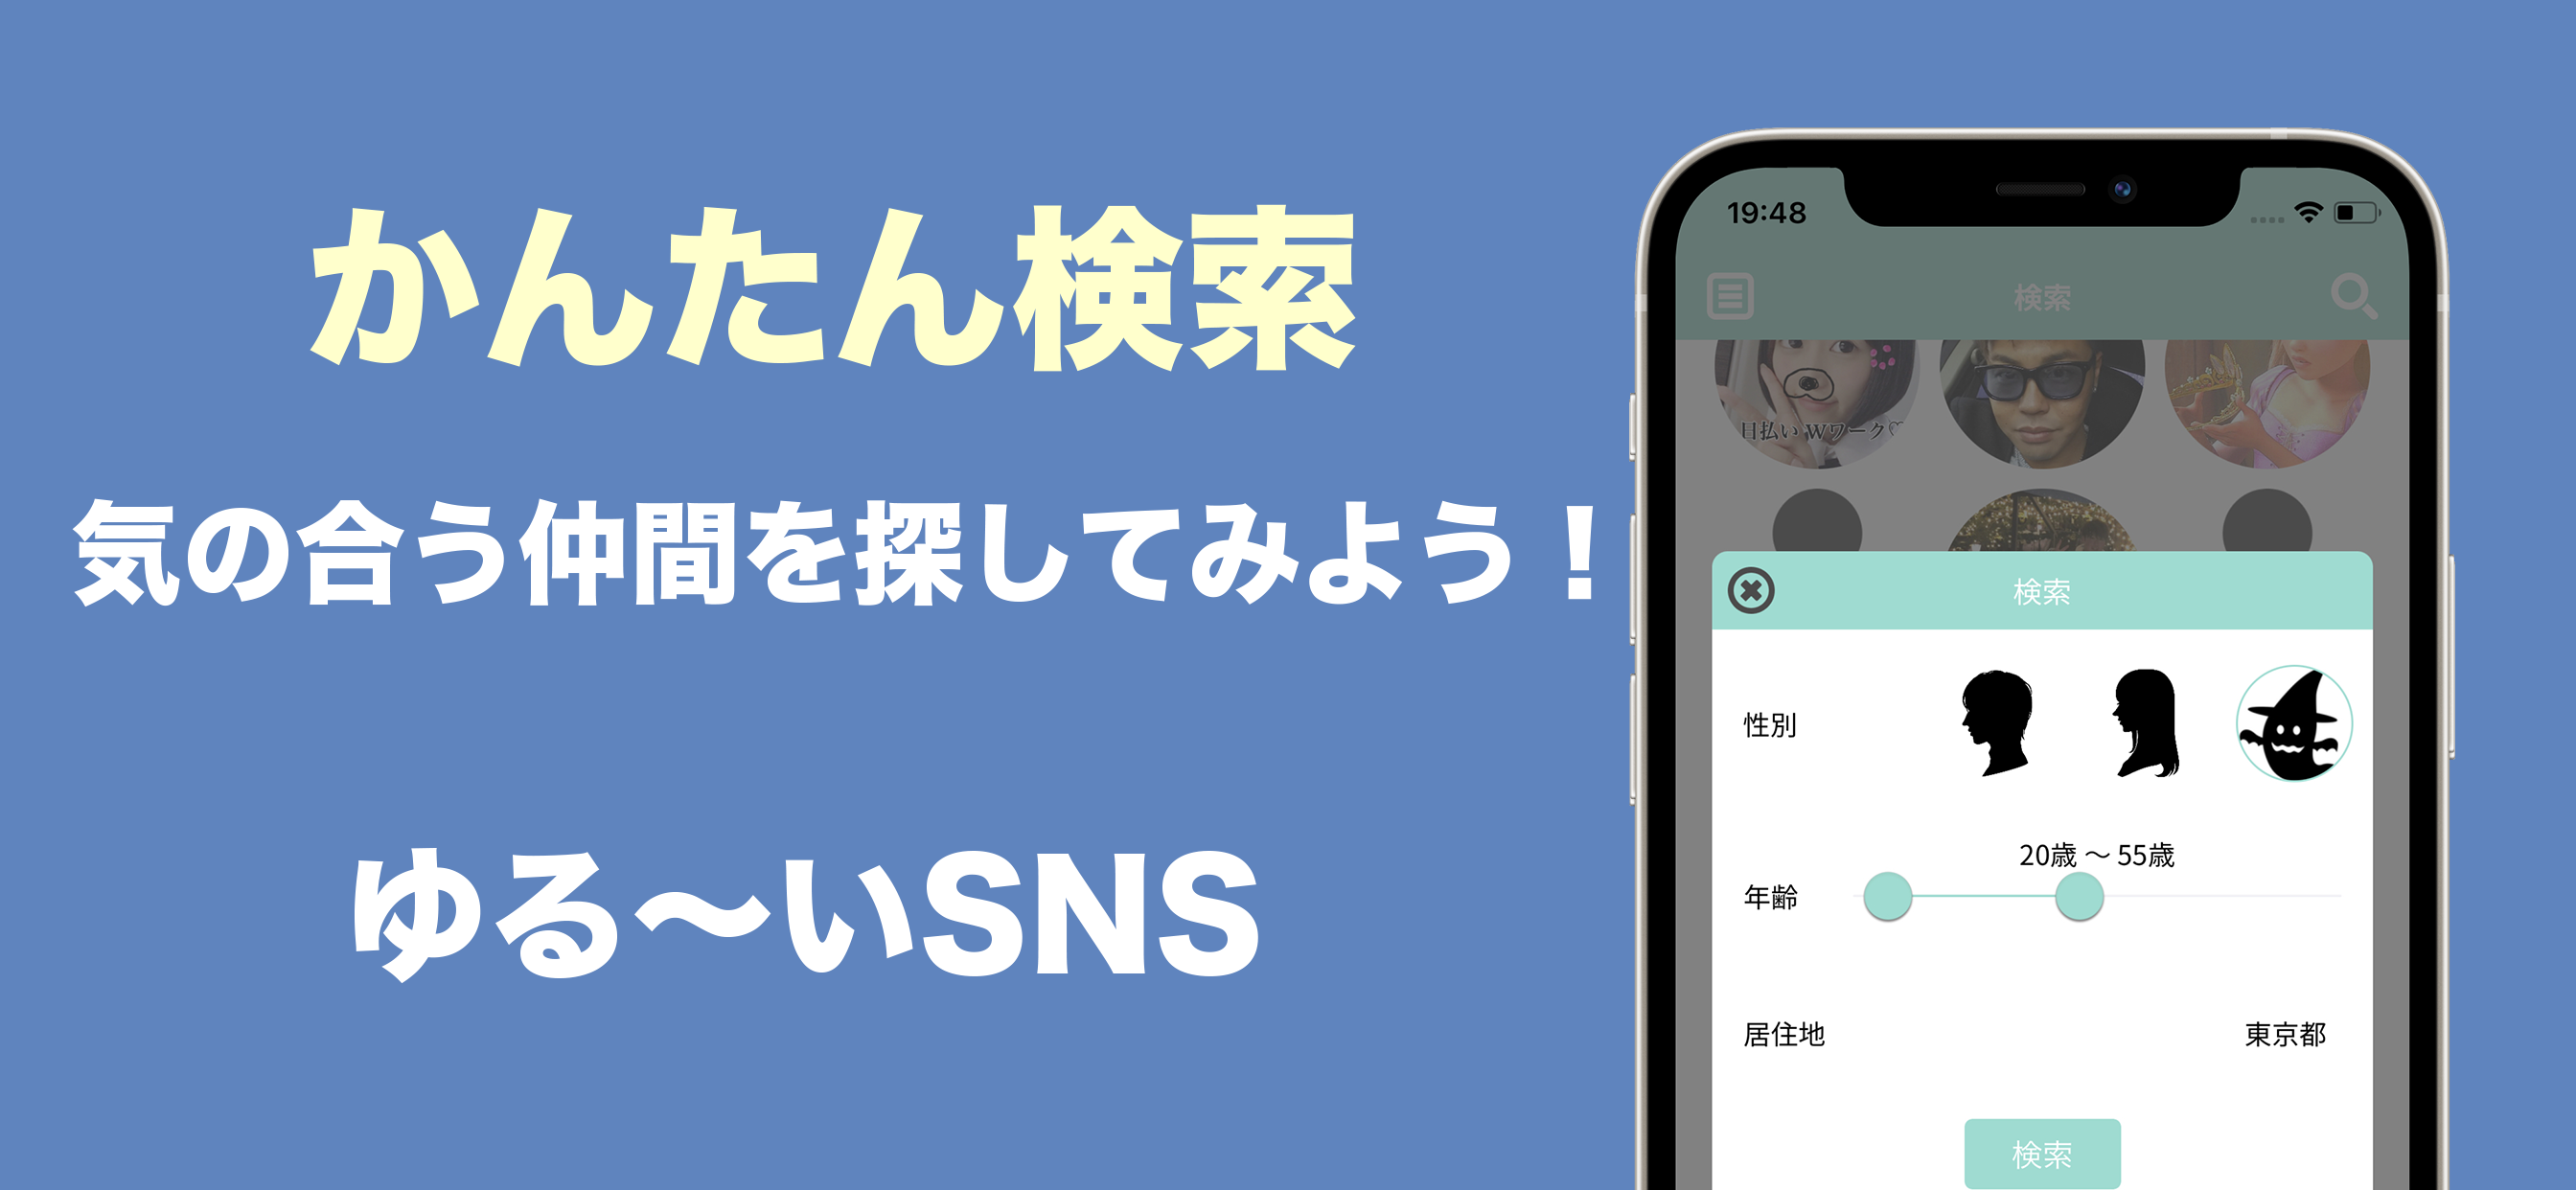 かんたん検索
気の合う仲間を探してみよう！
ゆる〜いSNS
19:48
検索
日払い Wワーク♡
検索
性別
20歳 〜 55歳
年齢
居住地 東京都
検索